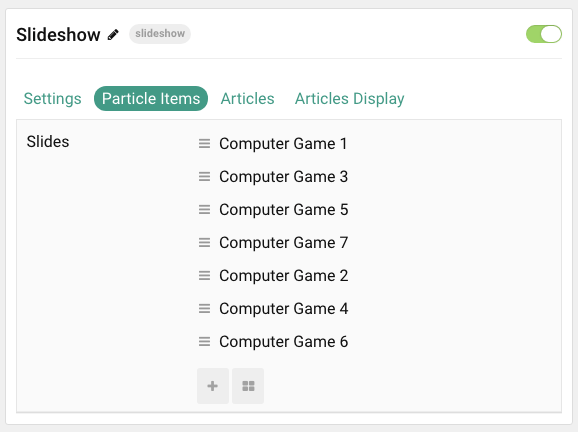 Slideshow slideshow
Settings Particle Items Articles Articles Display
Slides
Computer Game 1
Computer Game 3
Computer Game 5
Computer Game 7
Computer Game 2
Computer Game 4
Computer Game 6